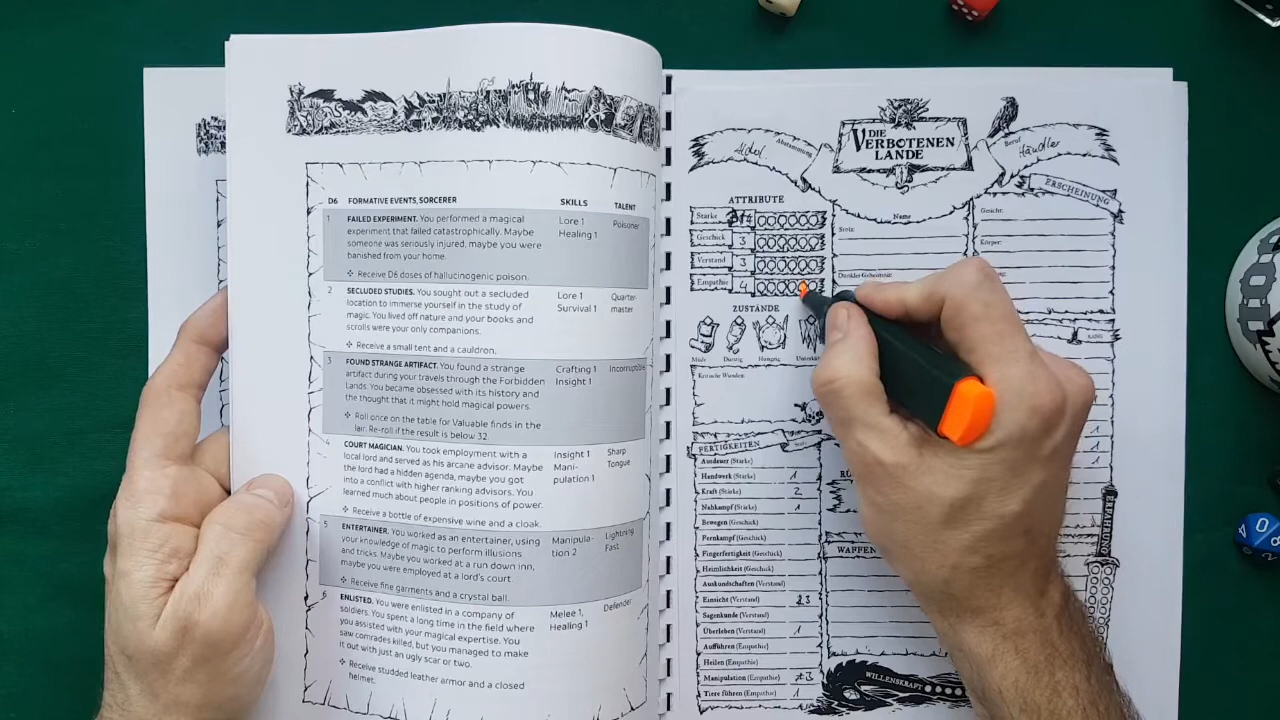 D6 FORMATIVE EVENTS, SORCERER SKILLS TALENT
1 FAILED EXPERIMENT. You performed a magical Lore 1 Poisoner
experiment that failed catastrophically. Maybe Healing 1
someone was seriously injured, maybe you were
banished from your home.
❖ Receive D6 doses of hallucinogenic poison.
2 SECLUDED STUDIES. You sought out a secluded Lore 1 Quarter-
location to immerse yourself in the study of Survival 1 master
magic. You lived off nature and your books and
scrolls were your only companions.
❖ Receive a small tent and a cauldron.
3 FOUND STRANGE ARTIFACT. You found a strange Crafting 1 Incorruptible
artifact during your travels through the Forbidden Insight 1
Lands. You became obsessed with its history and
the thought that it might hold magical powers.
❖ Roll once on the table for Valuable finds in the
lair. Re-roll if the result is below 32.
4 COURT MAGICIAN. You took employment with a Insight 1 Sharp
local lord and served as his arcane advisor. Maybe Mani- Tongue
the lord had a hidden agenda, maybe you got pulation 1
into a conflict with higher ranking advisors. You
learned much about people in positions of power.
❖ Receive a bottle of expensive wine and a cloak.
5 ENTERTAINER. You worked as an entertainer, using Manipula- Lightning
your knowledge of magic to perform illusions tion 2 Fast
and tricks. Maybe you worked at a run down inn,
maybe you were employed at a lord's court.
❖ Receive fine garments and a crystal ball.
6 ENLISTED. You were enlisted in a company of Melee 1, Defender
soldiers. You spent a long time in the field where Healing 1
you assisted with your magical expertise. You
saw comrades killed, but you managed to make
it out with just an ugly scar or two.
❖ Receive studded leather armor and a closed
helmet.
Abstammung
DIE
VERBOTENEN
LANDE
Beruf
Händler
ATTRIBUTE
Name
ERSCHEINUNG
Stärke 4
Geschick 3
Verstand 3
Empathie 4
Stolz:
Dunkles Geheimnis:
Gesicht:
Körper:
ZUSTÄNDE
Müde Durstig Hungrig
Kritische Wunden:
FERTIGKEITEN
Ausdauer (Stärke)
Handwerk (Stärke) 1
Kraft (Stärke) 2
Nahkampf (Stärke) 1
Bewegen (Geschick)
Fernkampf (Geschick)
Fingerfertigkeit (Geschick)
Heimlichkeit (Geschick)
Auskundschaften (Verstand)
Einsicht (Verstand) 3
Sagenkunde (Verstand)
Überleben (Verstand) 1
Aufführen (Empathie)
Heilen (Empathie)
Manipulation (Empathie) 3
Tiere führen (Empathie) 1
WAFFEN
1
1
1
ERFAHRUNG
WILLENSKRAFT